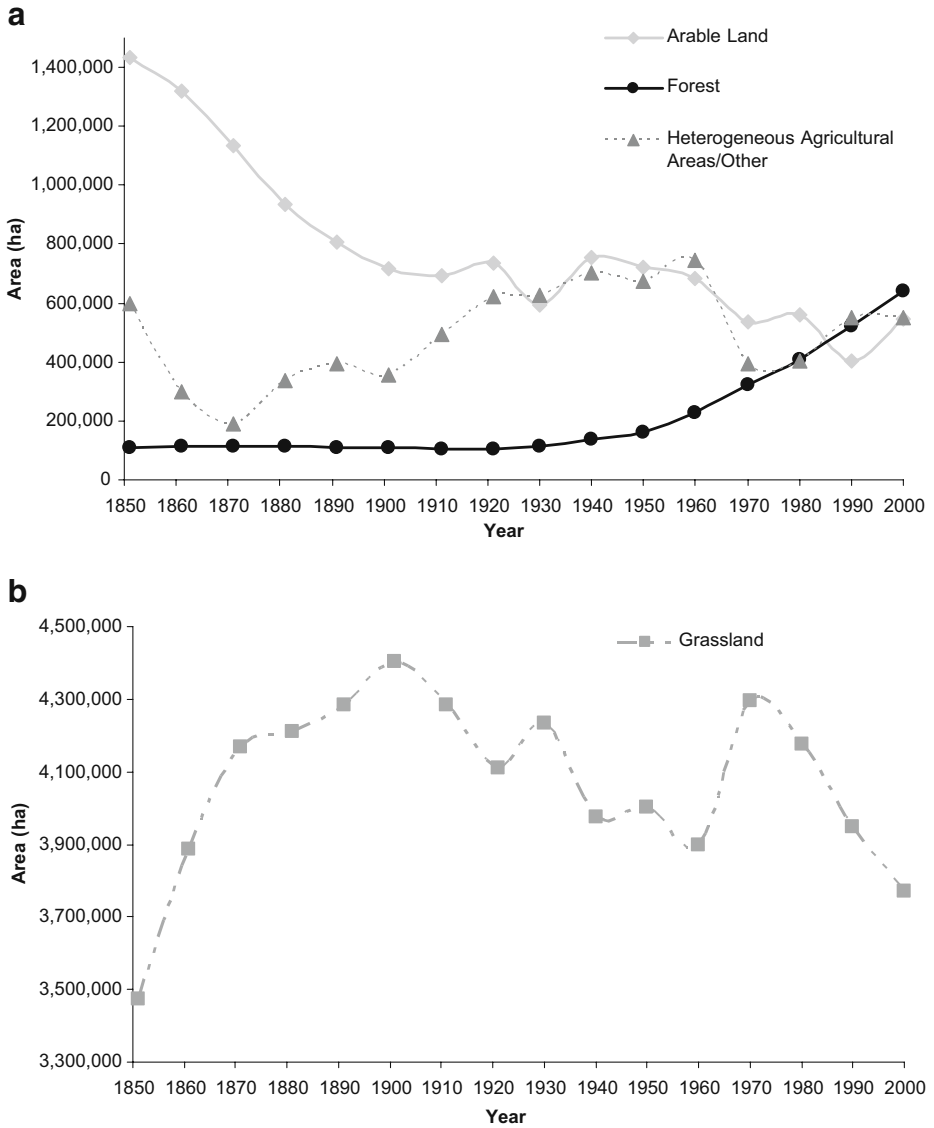 a
Arable Land
Forest
Heterogeneous Agricultural
Areas/Other
Area (ha)
1,400,000
1,200,000
1,000,000
800,000
600,000
400,000
200,000
0
1850 1860 1870 1880 1890 1900 1910 1920 1930 1940 1950 1960 1970 1980 1990 2000
Year
b
Grassland
Area (ha)
4,500,000
4,300,000
4,100,000
3,900,000
3,700,000
3,500,000
3,300,000
1850 1860 1870 1880 1890 1900 1910 1920 1930 1940 1950 1960 1970 1980 1990 2000
Year